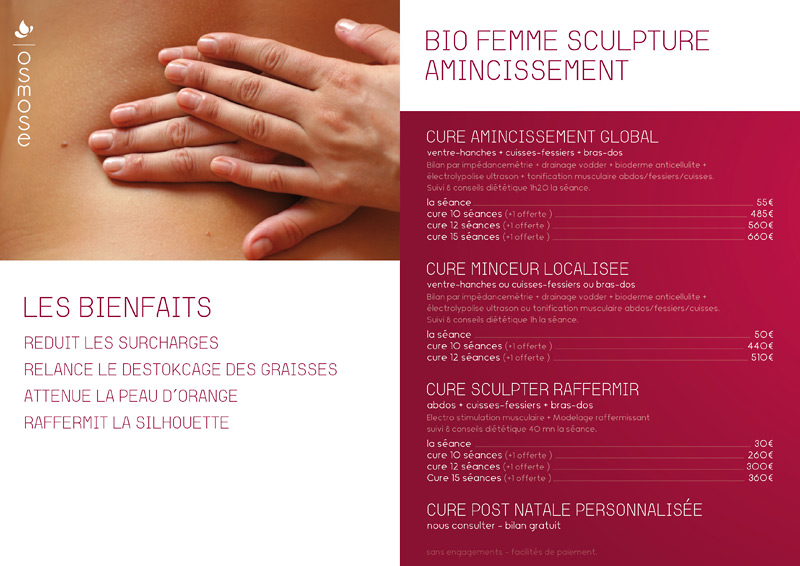 osmose
LES BIENFAITS
REDUIT LES SURCHARGES
RELANCE LE DESTOKCAGE DES GRAISSES
ATTENUE LA PEAU D'ORANGE
RAFFERMIT LA SILHOUETTE
BIO FEMME SCULPTURE
AMINCISSEMENT
CURE AMINCISSEMENT GLOBAL
ventre-hanches + cuisses-fessiers + bras-dos
Bilan par impédancemétrie + drainage vodder + bioderme anticellulite +
électrolypolise ultrason + tonification musculaire abdos/fessiers/cuisses.
Suivi & conseils diététique 1h20 la séance.
la séance 55€
cure 10 séances (+1 offerte ) 485€
cure 12 séances (+1 offerte ) 560€
cure 15 séances (+1 offerte ) 660€
CURE MINCEUR LOCALISEE
ventre-hanches ou cuisses-fessiers ou bras-dos
Bilan par impédancemétrie + drainage vodder + bioderme anticellulite +
électrolypolise ultrason ou tonification musculaire abdos/fessiers/cuisses.
Suivi & conseils diététique 1h la séance.
la séance 50€
cure 10 séances (+1 offerte ) 440€
cure 12 séances (+1 offerte ) 510€
CURE SCULPTER RAFFERMIR
abdos + cuisses-fessiers + bras-dos
Electro stimulation musculaire + Modelage raffermissant
suivi & conseils diététique 40 mn la séance.
la séance 30€
cure 10 séances (+1 offerte ) 260€
cure 12 séances (+1 offerte ) 300€
Cure 15 séances (+1 offerte ) 360€
CURE POST NATALE PERSONNALISÉE
nous consulter - bilan gratuit
sans engagements - facilités de paiement.